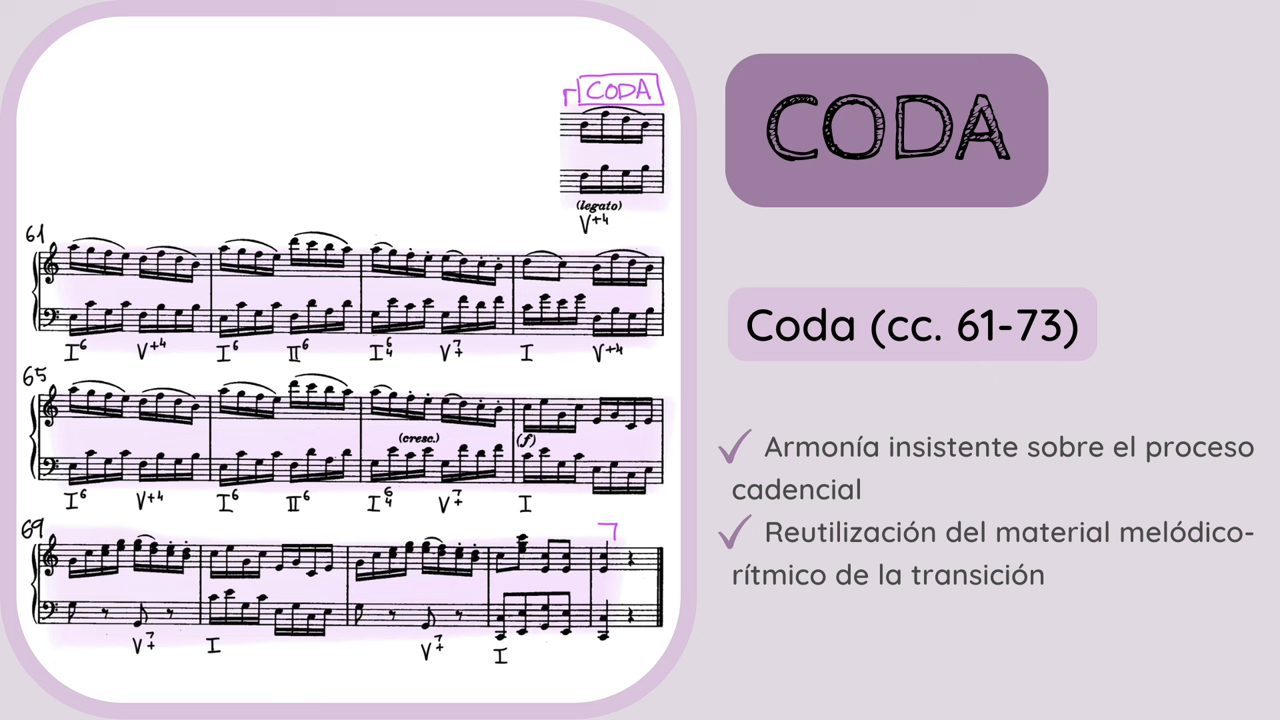 CODA
(legato)
V+4
61
I6 V+4 I6 II6 I6/4 V7/+ I V+4
65
(cresc.) (f)
I6 V+4 I6 II6 I6/4 V7/+ I
69
V7/+ I V7/+ I
CODA
Coda (cc. 61-73)
✓ Armonía insistente sobre el proceso
cadencial
✓ Reutilización del material melódico-
rítmico de la transición